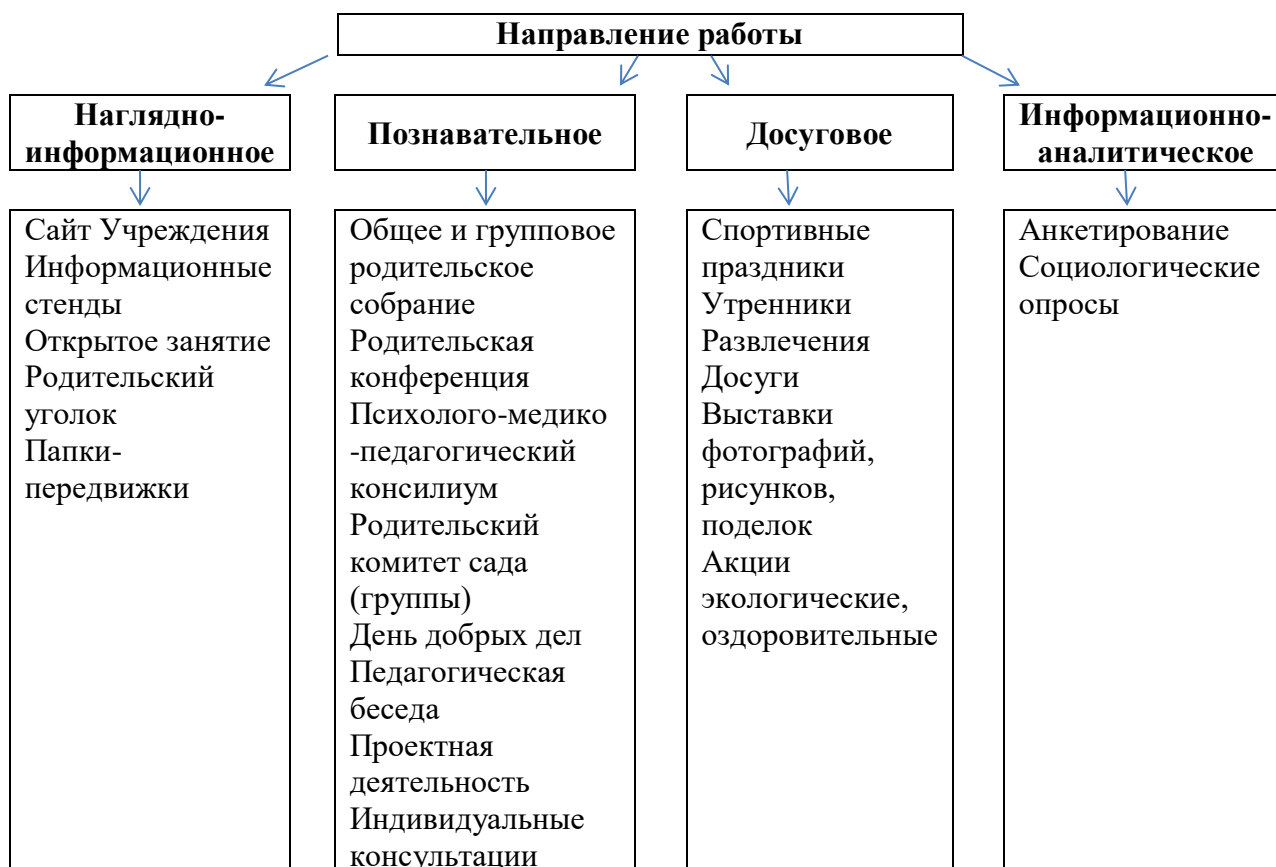 Направление работы
Наглядно-
информационное
Познавательное
Досуговое
Информационно-
аналитическое
Сайт Учреждения
Информационные
стенды
Открытое занятие
Родительский
уголок
Папки-
передвижки
Общее и групповое
родительское
собрание
Родительская
конференция
Психолого-медико
-педагогический
консилиум
Родительский
комитет сада
(группы)
День добрых дел
Педагогическая
беседа
Проектная
деятельность
Индивидуальные
консультации
Спортивные
праздники
Утренники
Развлечения
Досуги
Выставки
фотографий,
рисунков,
поделок
Акции
экологические,
оздоровительные
Анкетирование
Социологические
опросы